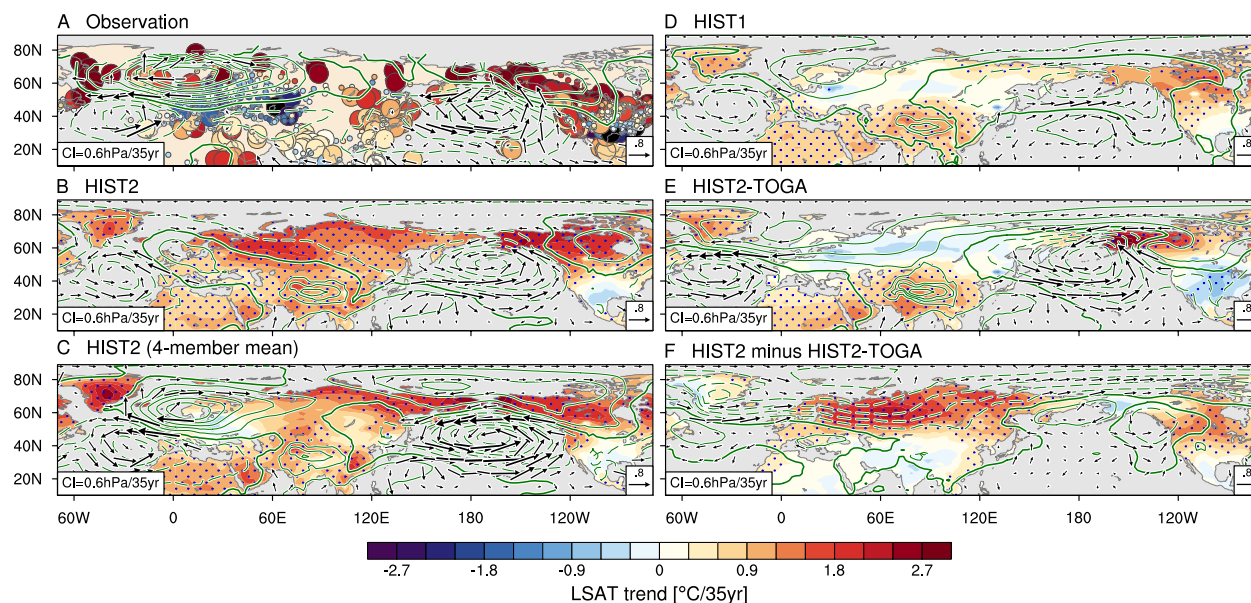 A Observation
80N
60N
40N
20N
CI=0.6hPa/35yr
.8
D HIST1
CI=0.6hPa/35yr
.8
B HIST2
80N
60N
40N
20N
CI=0.6hPa/35yr
.8
E HIST2-TOGA
CI=0.6hPa/35yr
.8
C HIST2 (4-member mean)
80N
60N
40N
20N
CI=0.6hPa/35yr
.8
F HIST2 minus HIST2-TOGA
CI=0.6hPa/35yr
.8
60W 0 60E 120E 180 120W
60W 0 60E 120E 180 120W
-2.7 -1.8 -0.9 0 0.9 1.8 2.7
LSAT trend [°C/35yr]